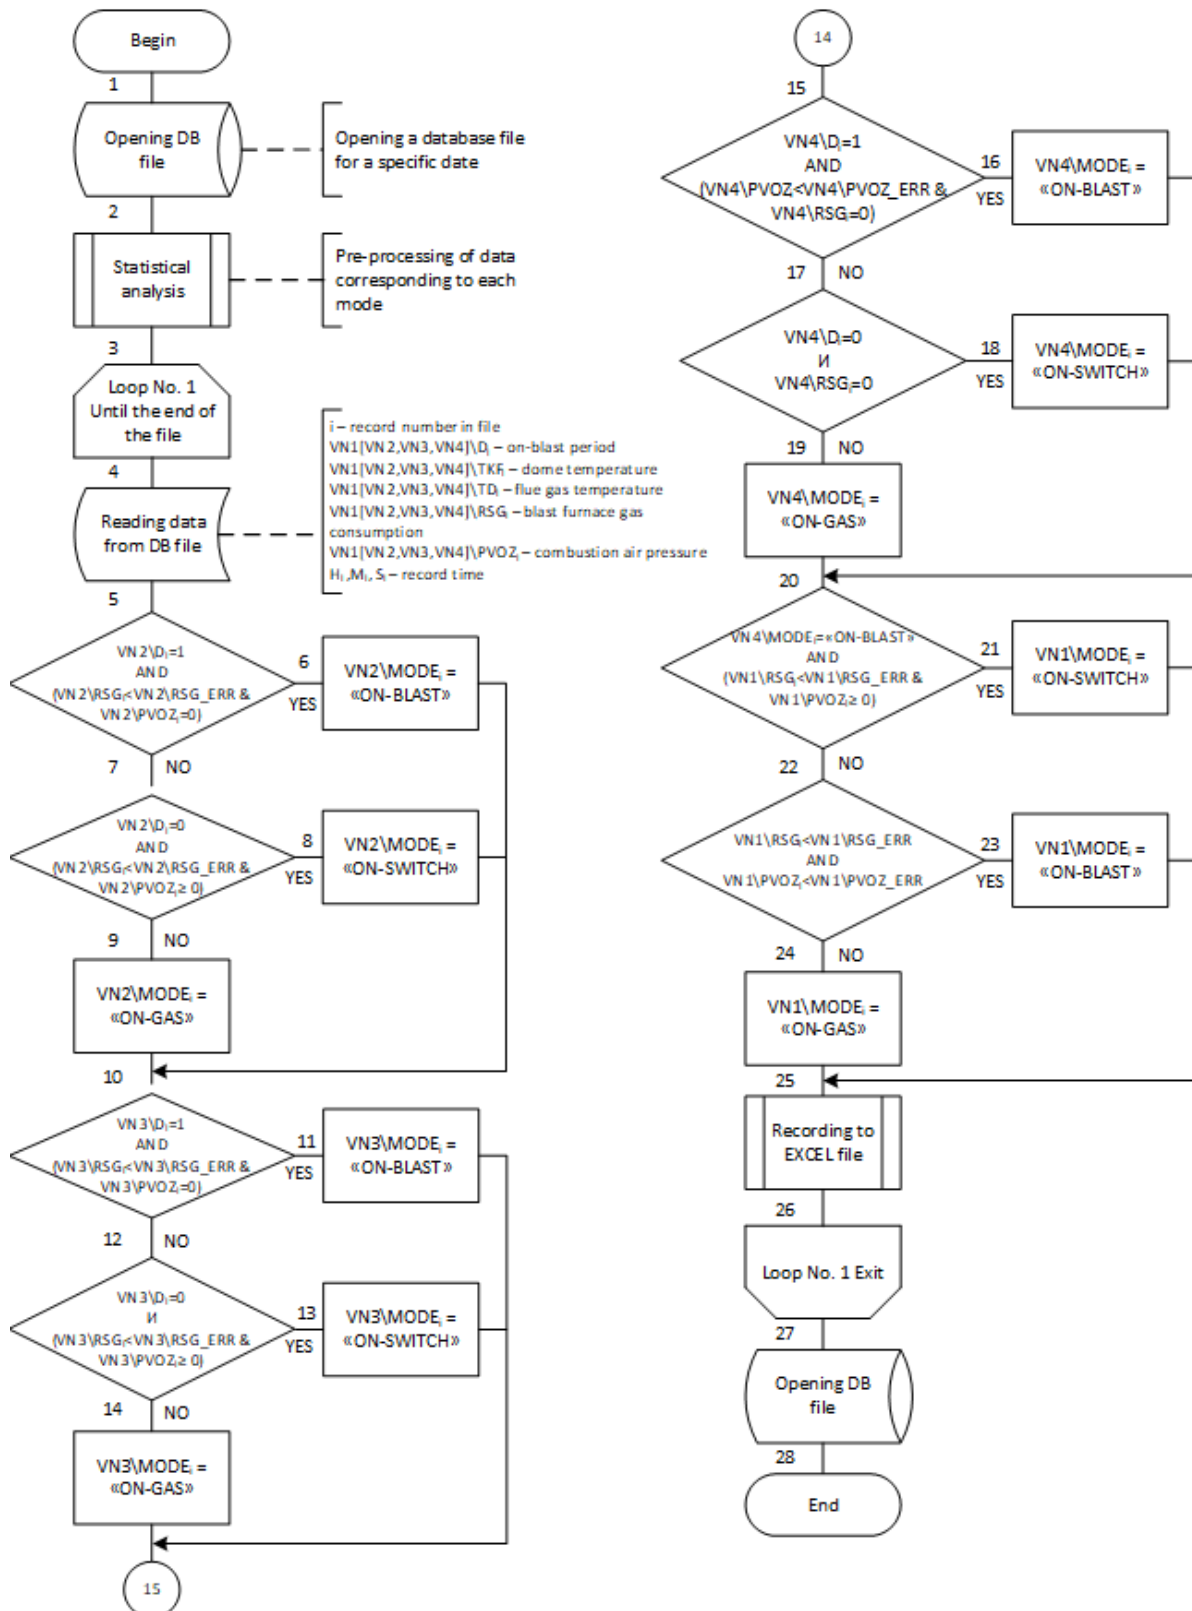 Begin
1
Opening DB
file
Opening a database file
for a specific date
2
Statistical
analysis
Pre-processing of data
corresponding to each
mode
3
Loop No. 1
Until the end of
the file
4
Reading data
from DB file
i – record number in file
VN1[VN2,VN3,VN4]\Dᵢ – on-blast period
VN1[VN2,VN3,VN4]\TKFᵢ – dome temperature
VN1[VN2,VN3,VN4]\TDᵢ – flue gas temperature
VN1[VN2,VN3,VN4]\RSGᵢ – blast furnace gas
consumption
VN1[VN2,VN3,VN4]\PVOZᵢ – combustion air pressure
Hᵢ ,Mᵢ, Sᵢ – record time
5
VN2\Dᵢ=1
AND
(VN2\RSGᵢ<VN2\RSG_ERR &
VN2\PVOZᵢ=0)
6
YES
VN2\MODEᵢ =
«ON-BLAST»
7
NO
VN2\Dᵢ=0
AND
(VN2\RSGᵢ<VN2\RSG_ERR &
VN2\PVOZᵢ≥ 0)
8
YES
VN2\MODEᵢ =
«ON-SWITCH»
9
NO
VN2\MODEᵢ =
«ON-GAS»
10
VN3\Dᵢ=1
AND
(VN3\RSGᵢ<VN3\RSG_ERR &
VN3\PVOZᵢ=0)
11
YES
VN3\MODEᵢ =
«ON-BLAST»
12
NO
VN3\Dᵢ=0
И
(VN3\RSGᵢ<VN3\RSG_ERR &
VN3\PVOZᵢ≥ 0)
13
YES
VN3\MODEᵢ =
«ON-SWITCH»
14
NO
VN3\MODEᵢ =
«ON-GAS»
15
14
15
VN4\Dᵢ=1
AND
(VN4\PVOZᵢ<VN4\PVOZ_ERR &
VN4\RSGᵢ=0)
16
YES
VN4\MODEᵢ =
«ON-BLAST»
17
NO
VN4\Dᵢ=0
И
VN4\RSGᵢ=0
18
YES
VN4\MODEᵢ =
«ON-SWITCH»
19
NO
VN4\MODEᵢ =
«ON-GAS»
20
VN4\MODEᵢ=«ON-BLAST»
AND
(VN1\RSGᵢ<VN1\RSG_ERR &
VN1\PVOZᵢ≥ 0)
21
YES
VN1\MODEᵢ =
«ON-SWITCH»
22
NO
VN1\RSGᵢ<VN1\RSG_ERR
AND
VN1\PVOZᵢ<VN1\PVOZ_ERR
23
YES
VN1\MODEᵢ =
«ON-BLAST»
24
NO
VN1\MODEᵢ =
«ON-GAS»
25
Recording to
EXCEL file
26
Loop No. 1 Exit
27
Opening DB
file
28
End